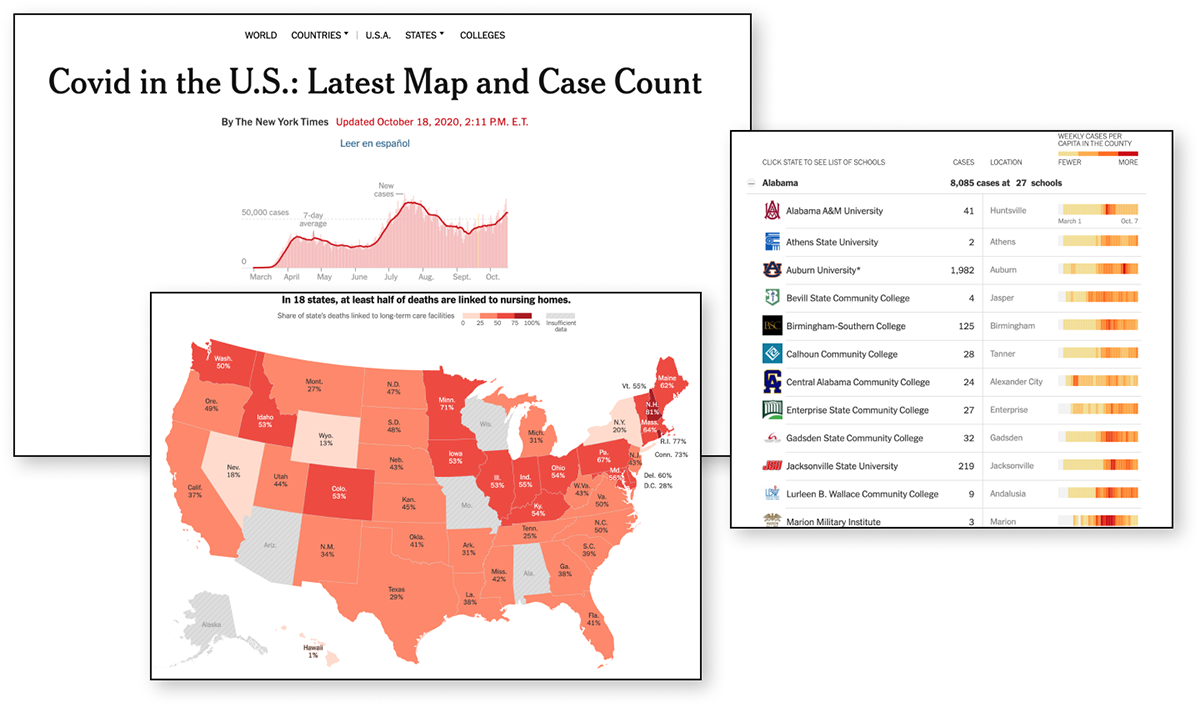 WORLD COUNTRIES U.S.A. STATES COLLEGES
Covid in the U.S.: Latest Map and Case Count
By The New York Times Updated October 18, 2020, 2:11 P.M. E.T.
Leer en español
New
cases
50,000 cases
7-day
average
0
March April May June July Aug. Sept. Oct.
In 18 states, at least half of deaths are linked to nursing homes.
Share of state's deaths linked to long-term care facilities
0 25 50 75 100%
Insufficient
data
Wash.
50%
Mont.
27%
N.D.
47%
Minn.
71%
Vt. 55%
Maine
62%
Ore.
49%
Idaho
53%
Wyo.
13%
S.D.
48%
Wis.
Mich.
31%
N.Y.
20%
N.H.
81%
Mass.
64%
R.I. 77%
Conn. 73%
Nev.
18%
Utah
44%
Colo.
53%
Neb.
43%
Iowa
53%
Ill.
53%
Ind.
55%
Ohio
54%
Pa.
67%
N.J.
Md.
Del. 60%
D.C. 28%
Calif.
37%
Kan.
45%
Mo.
Ky.
54%
W.Va.
43%
Va.
50%
Ariz.
N.M.
34%
Okla.
41%
Ark.
31%
Tenn.
25%
N.C.
50%
S.C.
39%
Texas
29%
La.
38%
Miss.
42%
Ala.
Ga.
38%
Fla.
41%
Alaska
Hawaii
1%
WEEKLY CASES PER
CAPITA IN THE COUNTY
FEWER MORE
CLICK STATE TO SEE LIST OF SCHOOLS CASES LOCATION
Alabama 8,085 cases at 27 schools
Alabama A&M University 41 Huntsville
March 1 Oct. 7
Athens State University 2 Athens
Auburn University* 1,982 Auburn
Bevill State Community College 4 Jasper
BSC Birmingham-Southern College 125 Birmingham
Calhoun Community College 28 Tanner
Central Alabama Community College 24 Alexander City
Enterprise State Community College 27 Enterprise
Gadsden State Community College 32 Gadsden
Jacksonville State University 219 Jacksonville
Lurleen B. Wallace Community College 9 Andalusia
Marion Military Institute 3 Marion